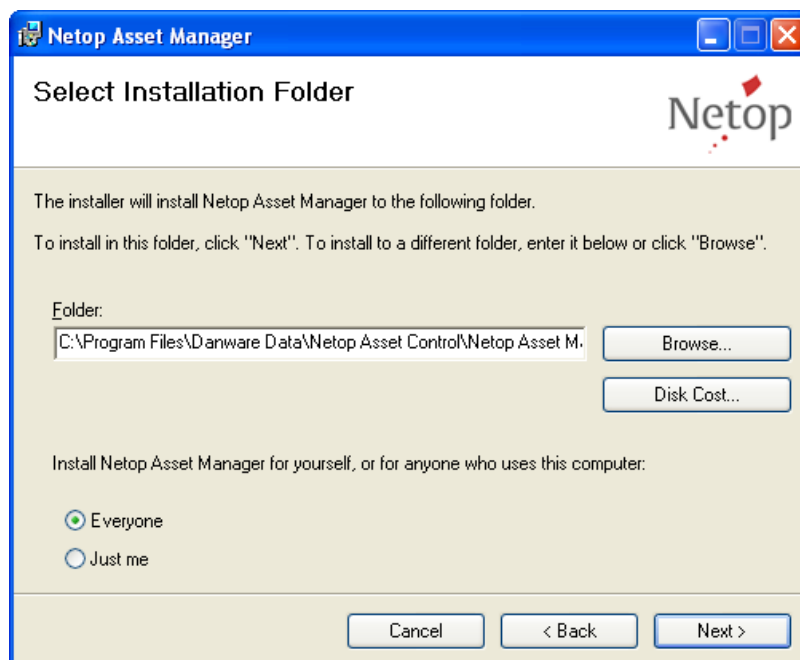 Netop Asset Manager
Select Installation Folder
Netop
The installer will install Netop Asset Manager to the following folder.
To install in this folder, click "Next". To install to a different folder, enter it below or click "Browse".
Folder:
C:\Program Files\Danware Data\Netop Asset Control\Netop Asset M
Browse...
Disk Cost...
Install Netop Asset Manager for yourself, or for anyone who uses this computer:
Everyone
Just me
Cancel
< Back
Next >